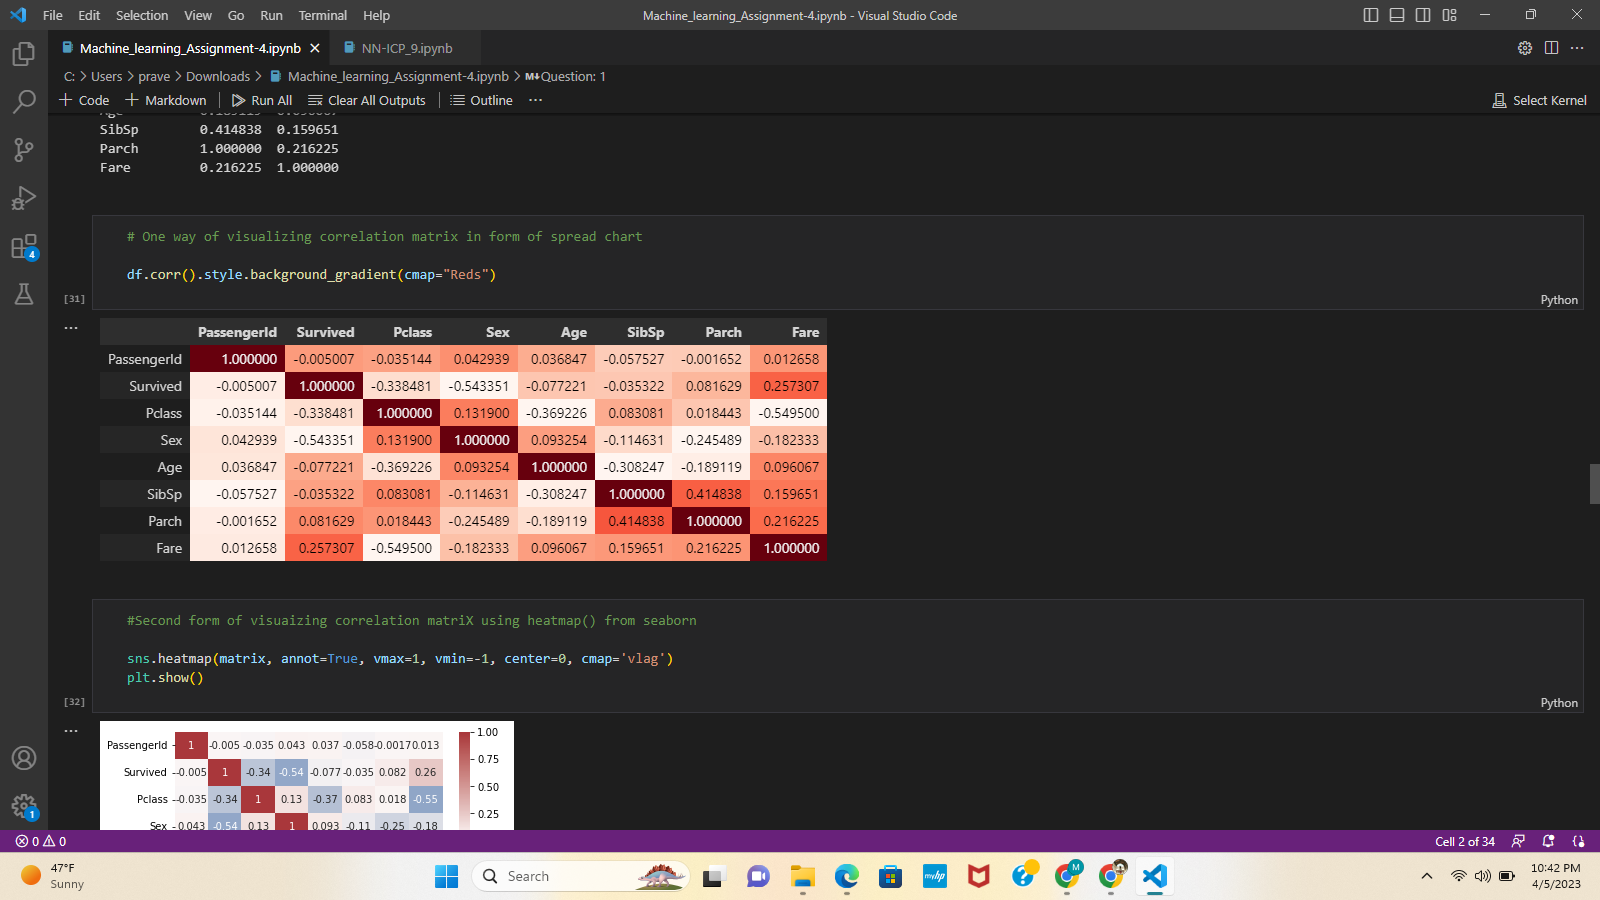 File Edit Selection View Go Run Terminal Help
Machine_learning_Assignment-4.ipynb - Visual Studio Code
Machine_learning_Assignment-4.ipynb NN-ICP_9.ipynb
C: > Users > prave > Downloads > Machine_learning_Assignment-4.ipynb > M↓Question: 1
+ Code + Markdown Run All Clear All Outputs Outline ... Select Kernel
SibSp 0.414838 0.159651
Parch 1.000000 0.216225
Fare 0.216225 1.000000
# One way of visualizing correlation matrix in form of spread chart
df.corr().style.background_gradient(cmap="Reds")
[31] Python
PassengerId Survived Pclass Sex Age SibSp Parch Fare
PassengerId 1.000000 -0.005007 -0.035144 0.042939 0.036847 -0.057527 -0.001652 0.012658
Survived -0.005007 1.000000 -0.338481 -0.543351 -0.077221 -0.035322 0.081629 0.257307
Pclass -0.035144 -0.338481 1.000000 0.131900 -0.369226 0.083081 0.018443 -0.549500
Sex 0.042939 -0.543351 0.131900 1.000000 0.093254 -0.114631 -0.245489 -0.182333
Age 0.036847 -0.077221 -0.369226 0.093254 1.000000 -0.308247 -0.189119 0.096067
SibSp -0.057527 -0.035322 0.083081 -0.114631 -0.308247 1.000000 0.414838 0.159651
Parch -0.001652 0.081629 0.018443 -0.245489 -0.189119 0.414838 1.000000 0.216225
Fare 0.012658 0.257307 -0.549500 -0.182333 0.096067 0.159651 0.216225 1.000000
#Second form of visuaizing correlation matriX using heatmap() from seaborn
sns.heatmap(matrix, annot=True, vmax=1, vmin=-1, center=0, cmap='vlag')
plt.show()
[32] Python
PassengerId 1 -0.005 -0.035 0.043 0.037 -0.058 -0.0017 0.013 1.00
Survived -0.005 1 -0.34 -0.54 -0.077 -0.035 0.082 0.26 0.75
Pclass -0.035 -0.34 1 0.13 -0.37 0.083 0.018 -0.55 0.50
Sex 0.043 -0.54 0.13 1 0.093 -0.11 -0.25 -0.18 0.25
0 0 Cell 2 of 34
47°F
Sunny
Search
10:42 PM
4/5/2023
4
1
myhp
M